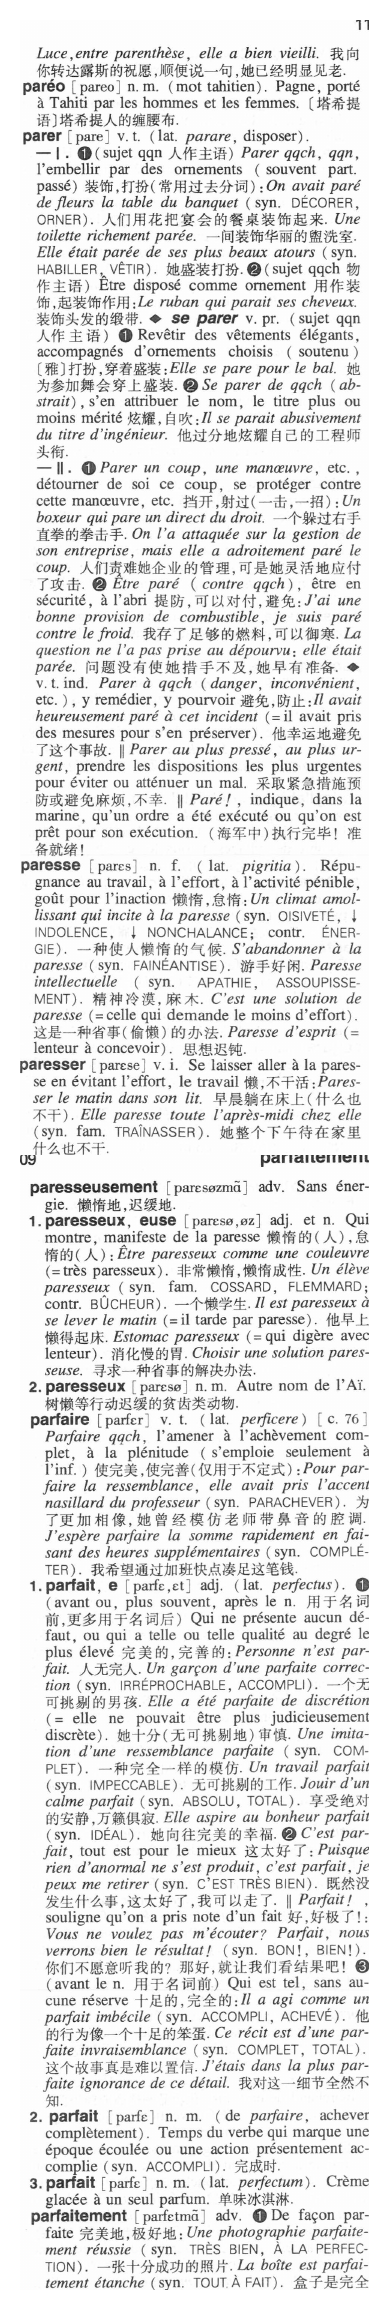 11
Luce, entre parenthèse, elle a bien vieilli. 我向
你转达露斯的祝愿,顺便说一句,她已经明显见老.
paréo [pareo] n. m. (mot tahitien). Pagne, porté
à Tahiti par les hommes et les femmes. 〔塔希提
语〕塔希提人的缠腰布.
parer [pare] v. t. (lat. parare, disposer).
— I. ❶ (sujet qqn 人作主语) Parer qqch, qqn,
l'embellir par des ornements (souvent part.
passé) 装饰,打扮(常用过去分词):On avait paré
de fleurs la table du banquet (syn. DÉCORER,
ORNER). 人们用花把宴会的餐桌装饰起来. Une
toilette richement parée. 一间装饰华丽的盥洗室.
Elle était parée de ses plus beaux atours (syn.
HABILLER, VÊTIR). 她盛装打扮. ❷ (sujet qqch 物
作主语) Être disposé comme ornement 用作装
饰,起装饰作用:Le ruban qui parait ses cheveux.
装饰头发的缎带. ◆ se parer v. pr. (sujet qqn
人作主语) ❶ Revêtir des vêtements élégants,
accompagnés d'ornements choisis (soutenu)
〔雅〕打扮,穿着盛装:Elle se pare pour le bal. 她
为参加舞会穿上盛装. ❷ Se parer de qqch (ab-
strait), s'en attribuer le nom, le titre plus ou
moins mérité 炫耀,自吹:Il se parait abusivement
du titre d'ingénieur. 他过分地炫耀自己的工程师
头衔.
— II. ❶ Parer un coup, une manœuvre, etc.,
détourner de soi ce coup, se protéger contre
cette manœuvre, etc. 挡开,射过(一击,一招):Un
boxeur qui pare un direct du droit. 一个躲过右手
直拳的拳击手. On l'a attaquée sur la gestion de
son entreprise, mais elle a adroitement paré le
coup. 人们责难她企业的管理,可是她灵活地应付
了攻击. ❷ Être paré (contre qqch), être en
sécurité, à l'abri 提防,可以对付,避免:J'ai une
bonne provision de combustible, je suis paré
contre le froid. 我存了足够的燃料,可以御寒. La
question ne l'a pas prise au dépourvu; elle était
parée. 问题没有使她措手不及,她早有准备. ◆
v. t. ind. Parer à qqch (danger, inconvénient,
etc.), y remédier, y pourvoir 避免,防止:Il avait
heureusement paré à cet incident (= il avait pris
des mesures pour s'en préserver). 他幸运地避免
了这个事故. ‖ Parer au plus pressé, au plus ur-
gent, prendre les dispositions les plus urgentes
pour éviter ou atténuer un mal. 采取紧急措施预
防或避免麻烦,不幸. ‖ Paré!, indique, dans la
marine, qu'un ordre a été exécuté ou qu'on est
prêt pour son exécution. (海军中)执行完毕! 准
备就绪!
paresse [parɛs] n. f. (lat. pigritia). Répu-
gnance au travail, à l'effort, à l'activité pénible,
goût pour l'inaction 懒惰,怠惰:Un climat amol-
lissant qui incite à la paresse (syn. OISIVETÉ, ↓
INDOLENCE, ↓ NONCHALANCE; contr. ÉNER-
GIE). 一种使人懒惰的气候. S'abandonner à la
paresse (syn. FAINÉANTISE). 游手好闲. Paresse
intellectuelle (syn. APATHIE, ASSOUPISSE-
MENT). 精神冷漠,麻木. C'est une solution de
paresse (= celle qui demande le moins d'effort).
这是一种省事(偷懒)的办法. Paresse d'esprit (=
lenteur à concevoir). 思想迟钝.
paresser [parɛse] v. i. Se laisser aller à la pares-
se en évitant l'effort, le travail 懒,不干活:Pares-
ser le matin dans son lit. 早晨躺在床上(什么也
不干). Elle paresse toute l'après-midi chez elle
(syn. fam. TRAÎNASSER). 她整个下午待在家里
什么也不干.
09 parfaitement
paresseusement [parɛsøzmɑ̃] adv. Sans éner-
gie. 懒惰地,迟缓地.
1. paresseux, euse [parɛsø,øz] adj. et n. Qui
montre, manifeste de la paresse 懒惰的(人),怠
惰的(人):Être paresseux comme une couleuvre
(= très paresseux). 非常懒惰,懒惰成性. Un élève
paresseux (syn. fam. COSSARD, FLEMMARD;
contr. BÛCHEUR). 一个懒学生. Il est paresseux à
se lever le matin (= il tarde par paresse). 他早上
懒得起床. Estomac paresseux (= qui digère avec
lenteur). 消化慢的胃. Choisir une solution pares-
seuse. 寻求一种省事的解决办法.
2. paresseux [parɛsø] n. m. Autre nom de l'Aï.
树懒等行动迟缓的贫齿类动物.
parfaire [parfɛr] v. t. (lat. perficere) [c. 76]
Parfaire qqch, l'amener à l'achèvement com-
plet, à la plénitude (s'emploie seulement à
l'inf.) 使完美,使完善(仅用于不定式):Pour par-
faire la ressemblance, elle avait pris l'accent
nasillard du professeur (syn. PARACHEVER). 为
了更加相像,她曾经模仿老师带鼻音的腔调.
J'espère parfaire la somme rapidement en fai-
sant des heures supplémentaires (syn. COMPLÉ-
TER). 我希望通过加班快点凑足这笔钱.
1. parfait, e [parfɛ,ɛt] adj. (lat. perfectus). ❶
(avant ou, plus souvent, après le n. 用于名词
前,更多用于名词后) Qui ne présente aucun dé-
faut, ou qui a telle ou telle qualité au degré le
plus élevé 完美的,完善的:Personne n'est par-
fait. 人无完人. Un garçon d'une parfaite correc-
tion (syn. IRRÉPROCHABLE, ACCOMPLI). 一个无
可挑剔的男孩. Elle a été parfaite de discrétion
(= elle ne pouvait être plus judicieusement
discrète). 她十分(无可挑剔地)审慎. Une imita-
tion d'une ressemblance parfaite (syn. COM-
PLET). 一种完全一样的模仿. Un travail parfait
(syn. IMPECCABLE). 无可挑剔的工作. Jouir d'un
calme parfait (syn. ABSOLU, TOTAL). 享受绝对
的安静,万籁俱寂. Elle aspire au bonheur parfait
(syn. IDÉAL). 她向往完美的幸福. ❷ C'est par-
fait, tout est pour le mieux 这太好了:Puisque
rien d'anormal ne s'est produit, c'est parfait, je
peux me retirer (syn. C'EST TRÈS BIEN). 既然没
发生什么事,这太好了,我可以走了. ‖ Parfait!,
souligne qu'on a pris note d'un fait 好,好极了!:
Vous ne voulez pas m'écouter? Parfait, nous
verrons bien le résultat! (syn. BON!, BIEN!).
你们不愿意听我的? 那好,就让我们看结果吧! ❸
(avant le n. 用于名词前) Qui est tel, sans au-
cune réserve 十足的,完全的:Il a agi comme un
parfait imbécile (syn. ACCOMPLI, ACHEVÉ). 他
的行为像一个十足的笨蛋. Ce récit est d'une par-
faite invraisemblance (syn. COMPLET, TOTAL).
这个故事真是难以置信. J'étais dans la plus par-
faite ignorance de ce détail. 我对这一细节全然不
知.
2. parfait [parfɛ] n. m. (de parfaire, achever
complètement). Temps du verbe qui marque une
époque écoulée ou une action présentement ac-
complie (syn. ACCOMPLI). 完成时.
3. parfait [parfɛ] n. m. (lat. perfectum). Crème
glacée à un seul parfum. 单味冰淇淋.
parfaitement [parfɛtmɑ̃] adv. ❶ De façon par-
faite 完美地,极好地:Une photographie parfaite-
ment réussie (syn. TRÈS BIEN, À LA PERFEC-
TION). 一张十分成功的照片. La boîte est parfai-
tement étanche (syn. TOUT À FAIT). 盒子是完全